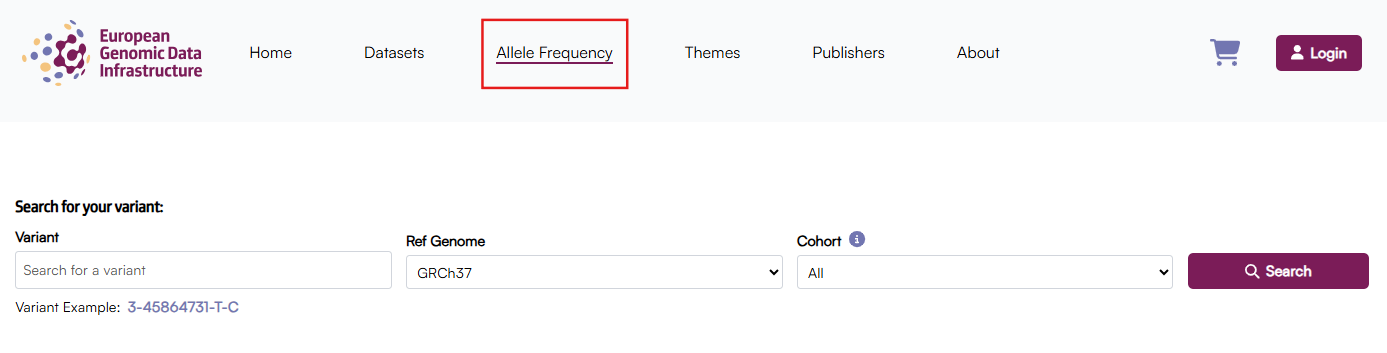 European
Genomic Data
Infrastructure
Home
Datasets
Allele Frequency
Themes
Publishers
About
Login
Search for your variant:
Variant
Ref Genome
Cohort
Search for a variant
GRCh37
All
Search
Variant Example: 3-45864731-T-C